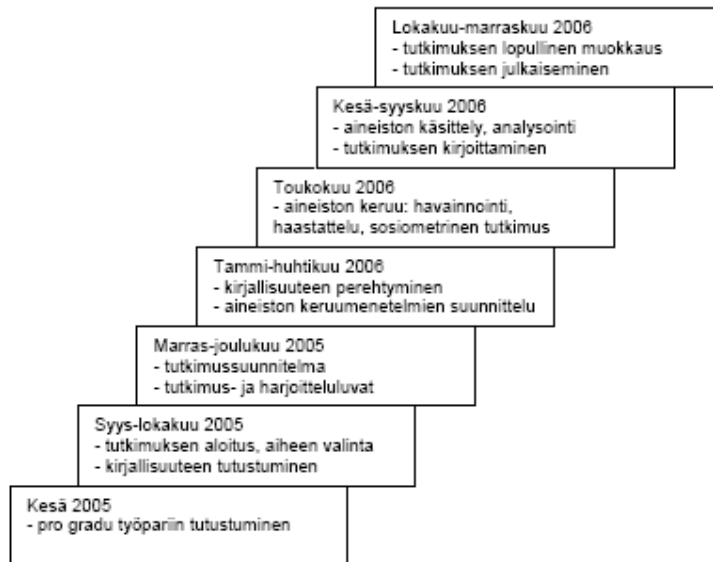 Lokakuu-marraskuu 2006
- tutkimuksen lopullinen muokkaus
- tutkimuksen julkaiseminen
Kesä-syyskuu 2006
- aineiston käsittely, analysointi
- tutkimuksen kirjoittaminen
Toukokuu 2006
- aineiston keruu: havainnointi,
haastattelu, sosiometrinen tutkimus
Tammi-huhtikuu 2006
- kirjallisuuteen perehtyminen
- aineiston keruumenetelmien suunnittelu
Marras-joulukuu 2005
- tutkimussuunnitelma
- tutkimus- ja harjoitteluluvat
Syys-lokakuu 2005
- tutkimuksen aloitus, aiheen valinta
- kirjallisuuteen tutustuminen
Kesä 2005
- pro gradu työpariin tutustuminen